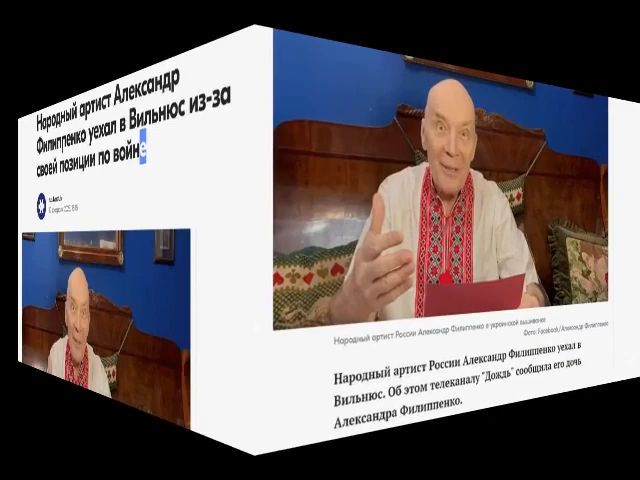 Народный артист Александр
Филиппенко уехал в Вильнюс из-за
своей позиции по войне
Народный артист России Александр Филиппенко в украинской вышиванке
Фото: Facebook/Александр Филиппенко
Народный артист России Александр Филиппенко уехал в
Вильнюс. Об этом телеканалу "Дождь" сообщила его дочь
Александра Филиппенко.